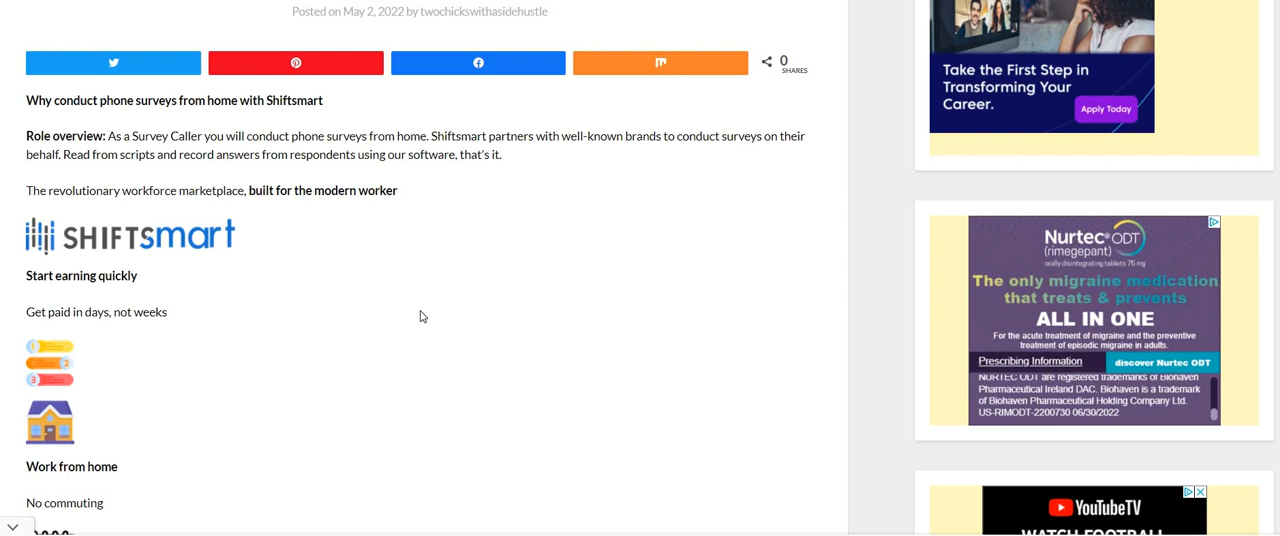 Posted on May 2, 2022 by twochickswithasidehustle
0
SHARES
Why conduct phone surveys from home with Shiftsmart
Role overview: As a Survey Caller you will conduct phone surveys from home. Shiftsmart partners with well-known brands to conduct surveys on their
behalf. Read from scripts and record answers from respondents using our software, that's it.
The revolutionary workforce marketplace, built for the modern worker
SHIFTSmart
Start earning quickly
Get paid in days, not weeks
1
2
3
Work from home
No commuting
Take the First Step in
Transforming Your
Career.
Apply Today
Nurtec® ODT
(rimegepant)
orally disintegrating tablets 75 mg
The only migraine medication
that treats & prevents
ALL IN ONE
For the acute treatment of migraine and the preventive
treatment of episodic migraine in adults.
Prescribing Information
discover Nurtec ODT
NURTEC ODT are registered trademarks of Biohaven
Pharmaceutical Ireland DAC. Biohaven is a trademark
of Biohaven Pharmaceutical Holding Company Ltd.
US-RIMODT-2200730 06/30/2022
YouTubeTV
WATCH FOOTBALL